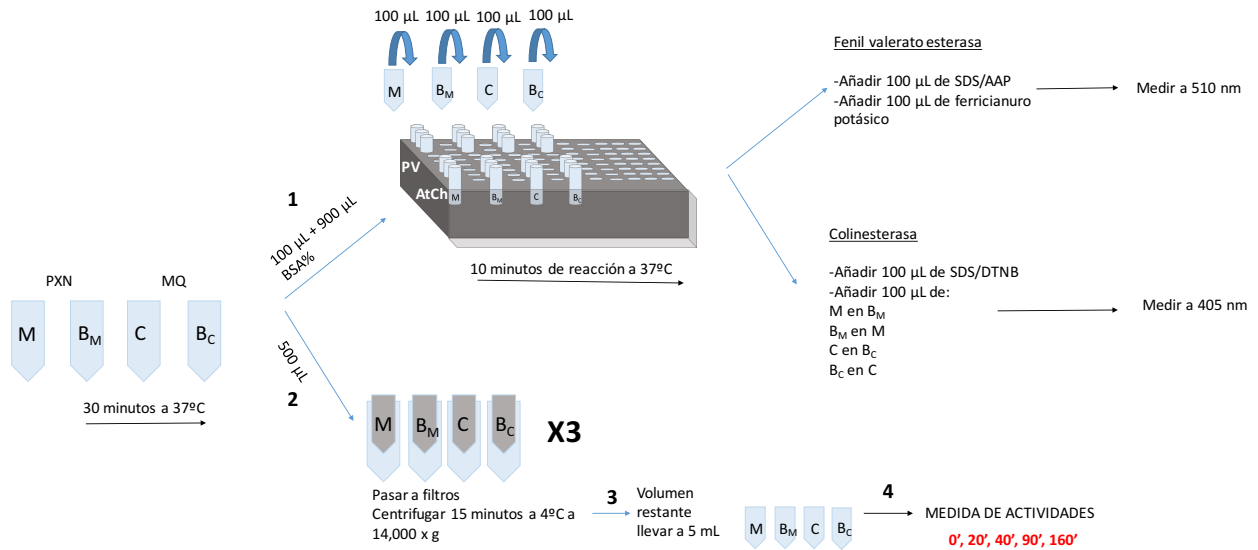 100 µL 100 µL 100 µL 100 µL
M B_M C B_C
PV
AtCh
M B_M C B_C
10 minutos de reacción a 37ºC
1
100 µL + 900 µL
BSA%
PXN MQ
M B_M C B_C
30 minutos a 37ºC
500 µL
2
M B_M C B_C
X3
Pasar a filtros
Centrifugar 15 minutos a 4ºC a
14,000 x g
3
Volumen
restante
llevar a 5 mL
M B_M C B_C
4
MEDIDA DE ACTIVIDADES
0’, 20’, 40’, 90’, 160’
Fenil valerato esterasa
-Añadir 100 µL de SDS/AAP
-Añadir 100 µL de ferricianuro
potásico
Medir a 510 nm
Colinesterasa
-Añadir 100 µL de SDS/DTNB
-Añadir 100 µL de:
M en B_M
B_M en M
C en B_C
B_C en C
Medir a 405 nm